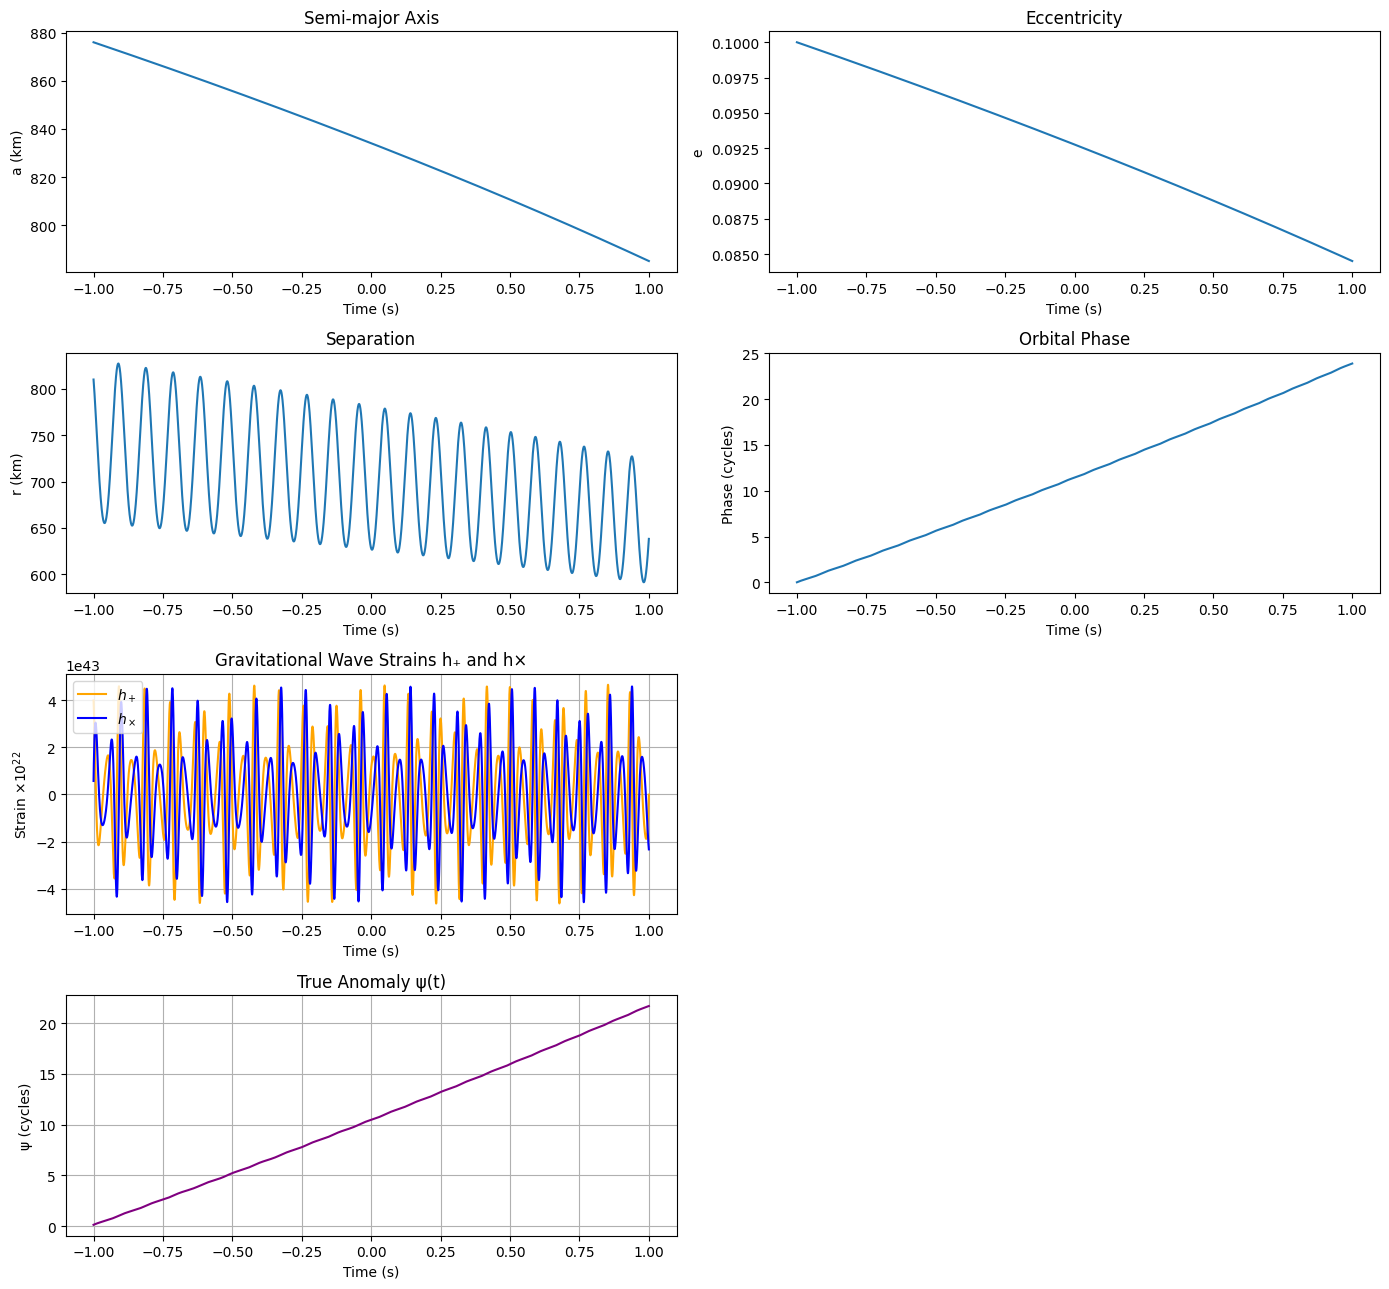 Semi-major Axis
a (km)
880
860
840
820
800
−1.00 −0.75 −0.50 −0.25 0.00 0.25 0.50 0.75 1.00
Time (s)
Eccentricity
e
0.1000
0.0975
0.0950
0.0925
0.0900
0.0875
0.0850
−1.00 −0.75 −0.50 −0.25 0.00 0.25 0.50 0.75 1.00
Time (s)
Separation
r (km)
800
750
700
650
600
−1.00 −0.75 −0.50 −0.25 0.00 0.25 0.50 0.75 1.00
Time (s)
Orbital Phase
Phase (cycles)
25
20
15
10
5
0
−1.00 −0.75 −0.50 −0.25 0.00 0.25 0.50 0.75 1.00
Time (s)
Gravitational Wave Strains h₊ and h×
1e43
Strain ×10²²
4
2
0
−2
−4
h₊
h×
−1.00 −0.75 −0.50 −0.25 0.00 0.25 0.50 0.75 1.00
Time (s)
True Anomaly ψ(t)
ψ (cycles)
20
15
10
5
0
−1.00 −0.75 −0.50 −0.25 0.00 0.25 0.50 0.75 1.00
Time (s)